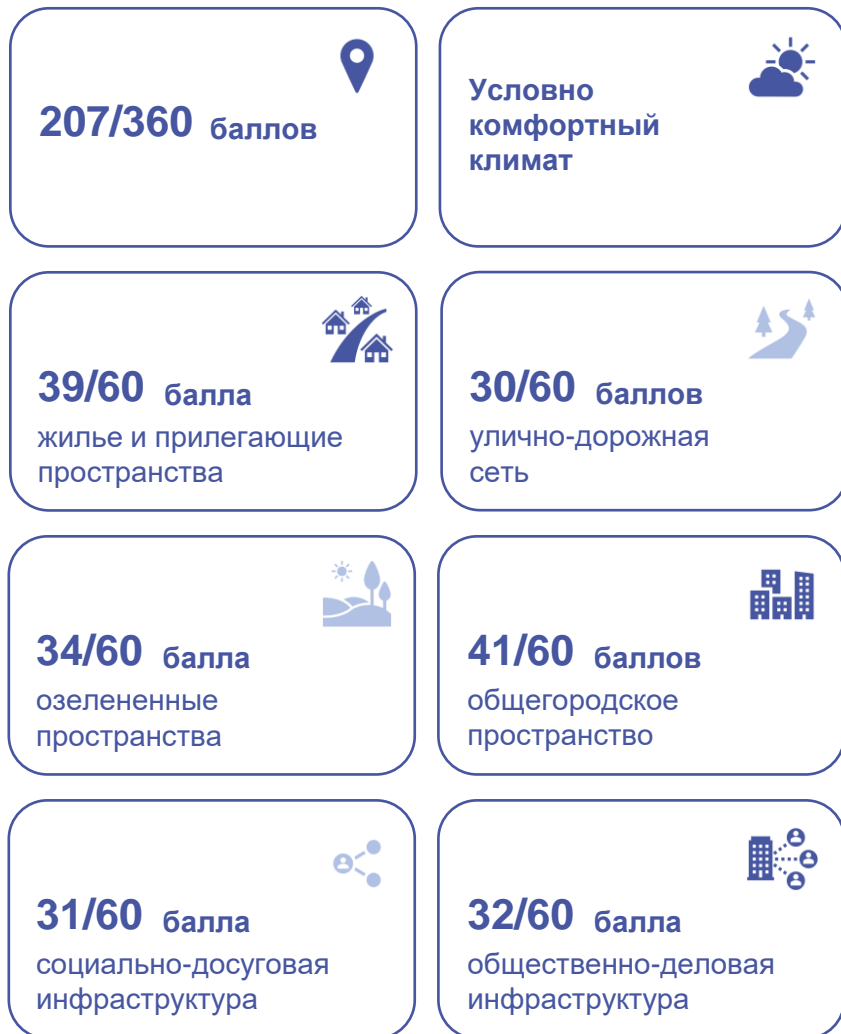 207/360 баллов
Условно
комфортный
климат
39/60 балла
жилье и прилегающие
пространства
30/60 баллов
улично-дорожная
сеть
34/60 балла
озелененные
пространства
41/60 баллов
общегородское
пространство
31/60 балла
социально-досуговая
инфраструктура
32/60 балла
общественно-деловая
инфраструктура